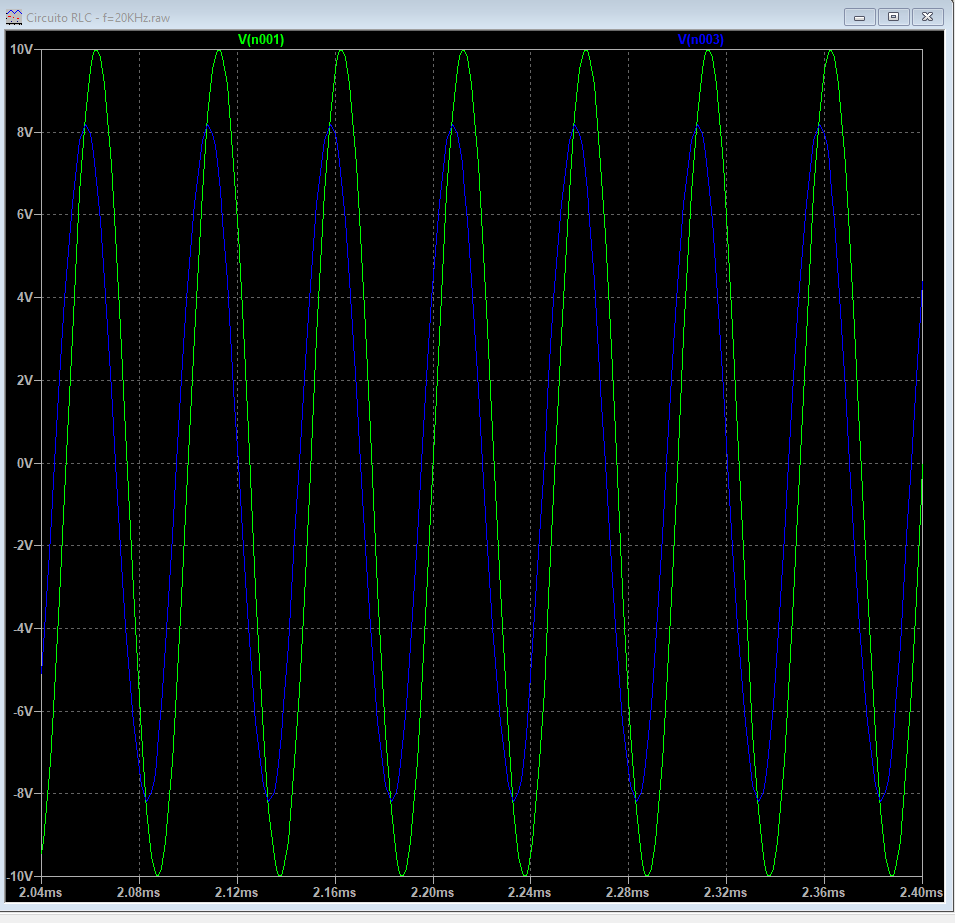 Circuito RLC - f=20KHz.raw
V(n001) V(n003)
10V
8V
6V
4V
2V
0V
-2V
-4V
-6V
-8V
-10V
2.04ms 2.08ms 2.12ms 2.16ms 2.20ms 2.24ms 2.28ms 2.32ms 2.36ms 2.40ms